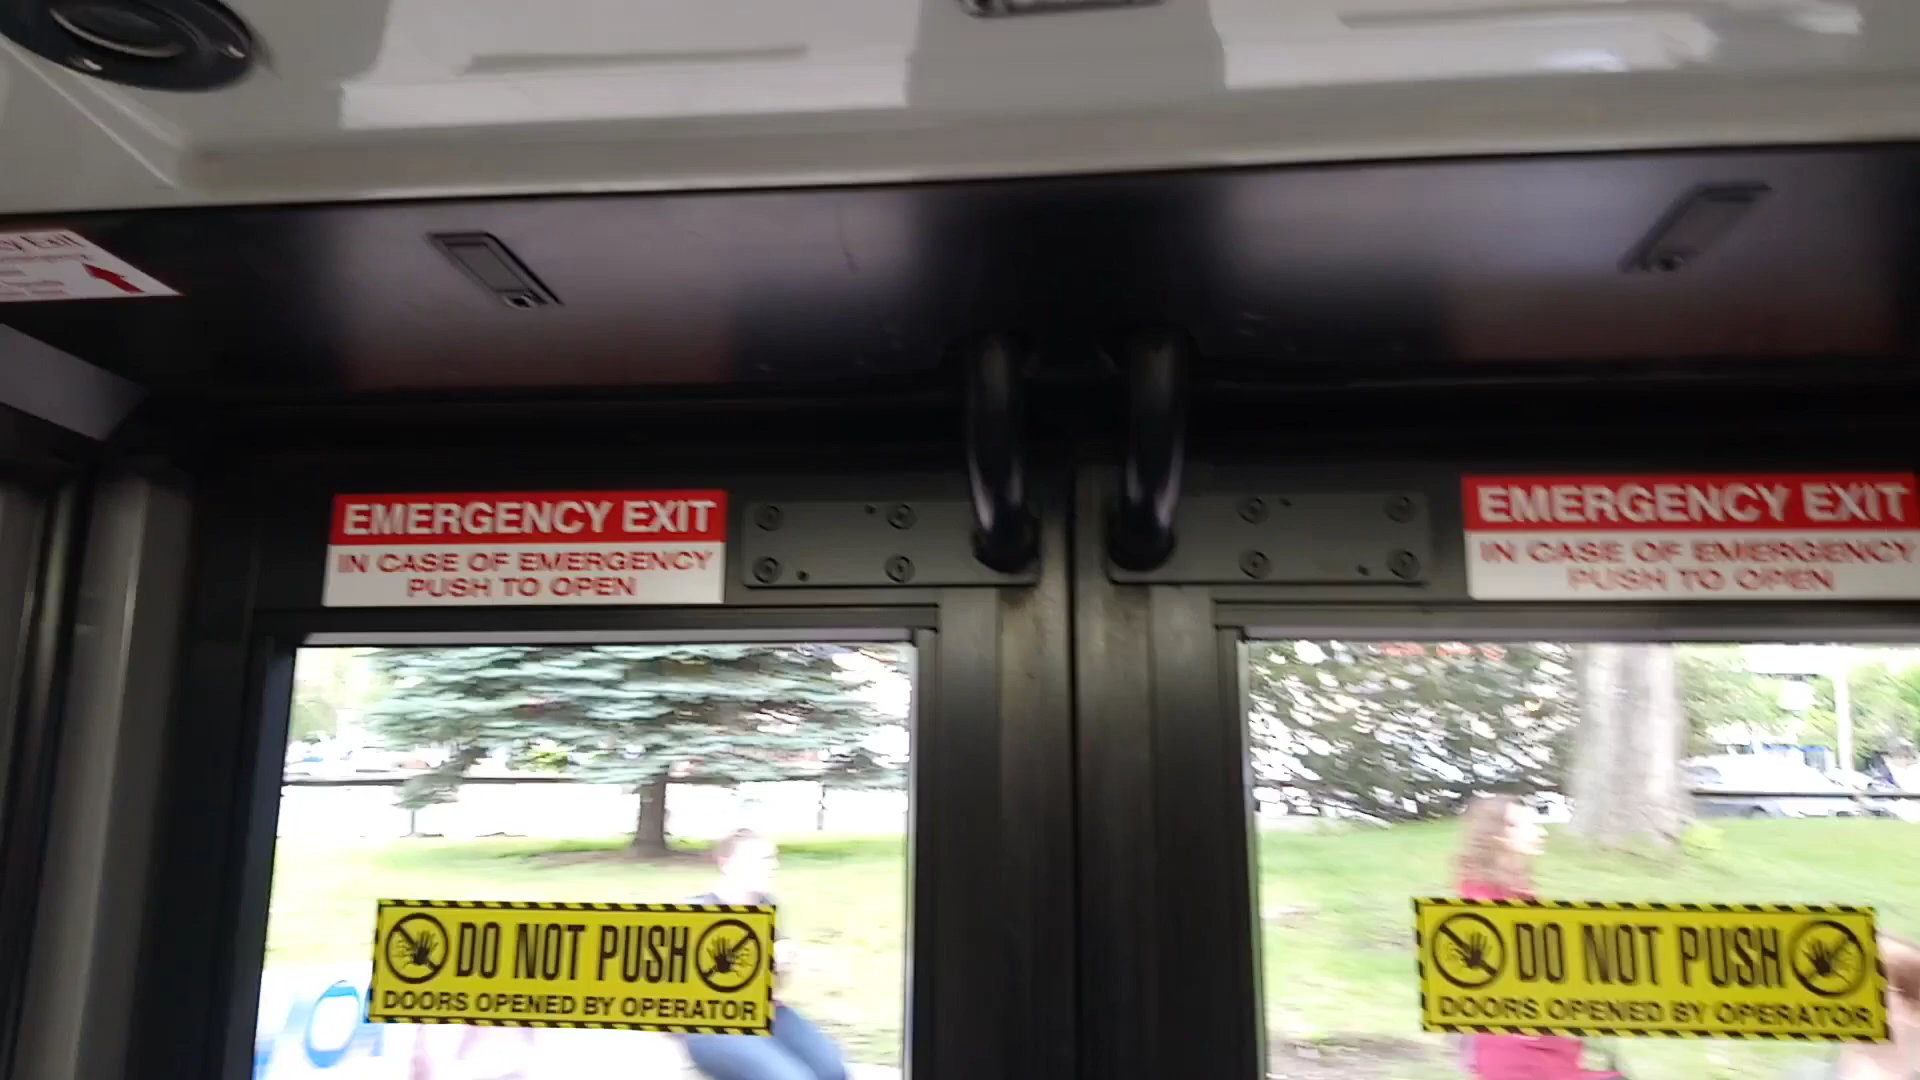 y Exit
EMERGENCY EXIT
IN CASE OF EMERGENCY
PUSH TO OPEN
EMERGENCY EXIT
IN CASE OF EMERGENCY
PUSH TO OPEN
DO NOT PUSH
DOORS OPENED BY OPERATOR
DO NOT PUSH
DOORS OPENED BY OPERATOR